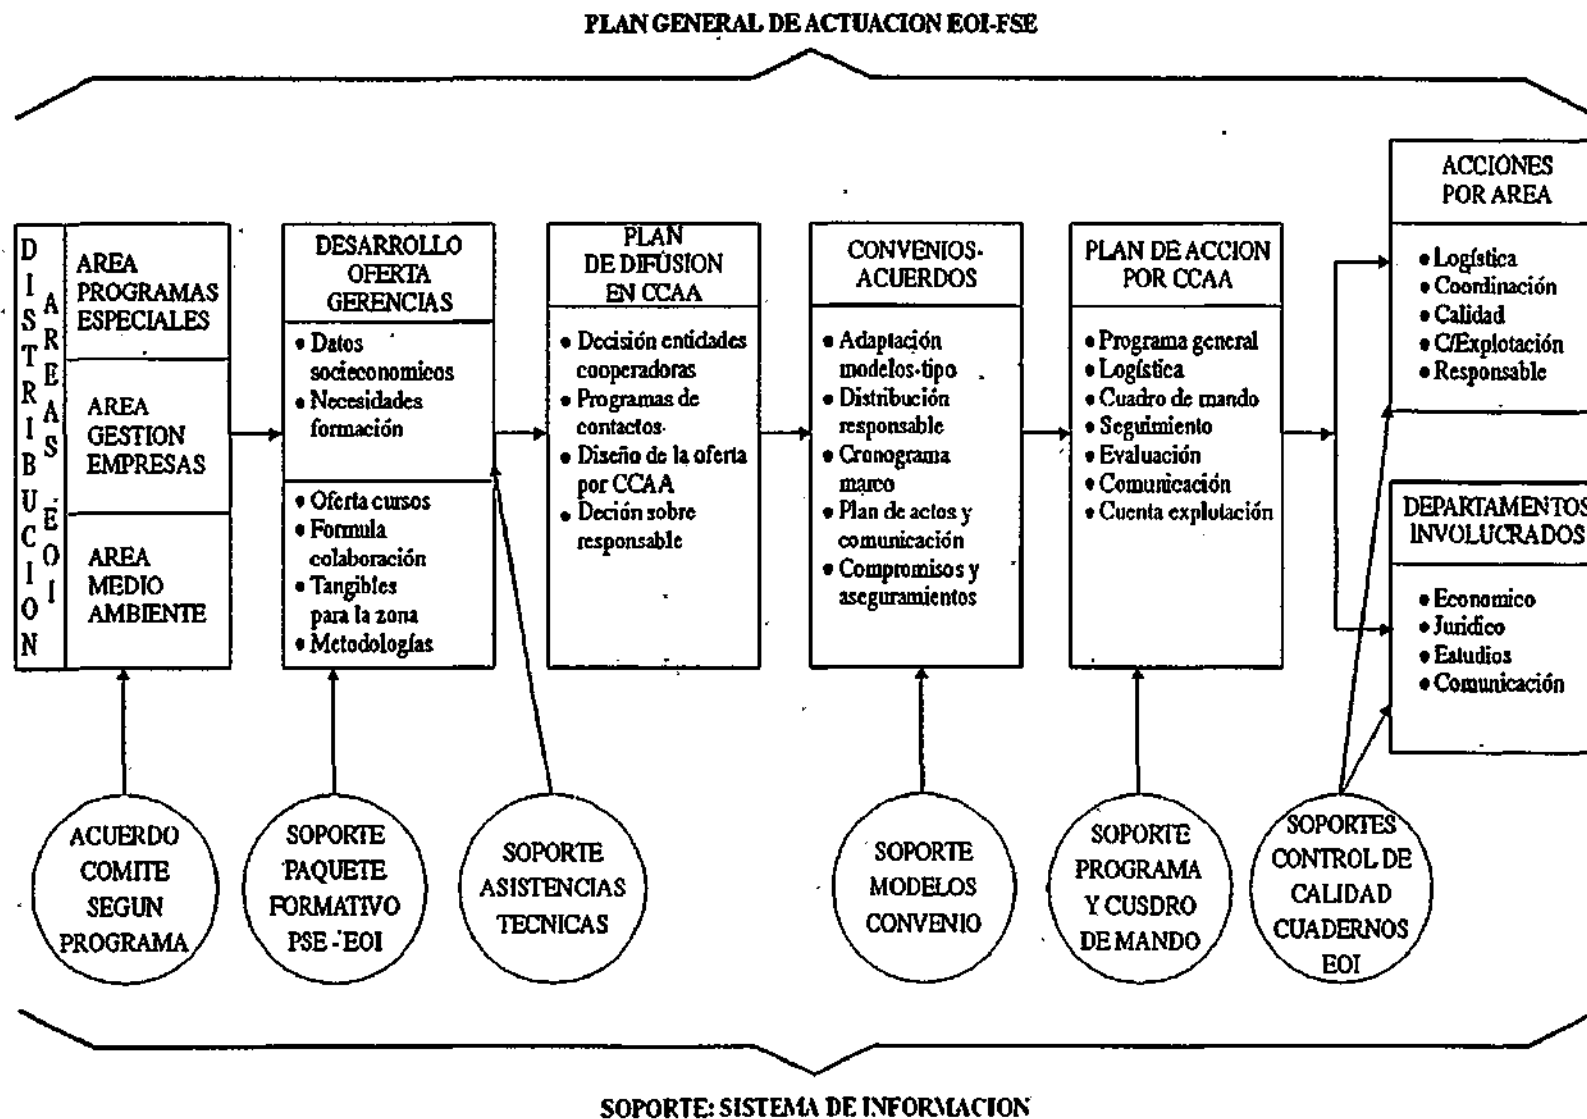 PLAN GENERAL DE ACTUACION EOI-FSE
DISTRIBUCION
AREAS EOI
AREA
PROGRAMAS
ESPECIALES
AREA
GESTION
EMPRESAS
AREA
MEDIO
AMBIENTE
DESARROLLO
OFERTA
GERENCIAS
• Datos
socieconomicos
• Necesidades
formación
• Oferta cursos
• Formula
colaboración
• Tangibles
para la zona
• Metodologías
PLAN
DE DIFUSION
EN CCAA
• Decisión entidades
cooperadoras
• Programas de
contactos
• Diseño de la oferta
por CCAA
• Deción sobre
responsable
CONVENIOS-
ACUERDOS
• Adaptación
modelos-tipo
• Distribución
responsable
• Cronograma
marco
• Plan de actos y
comunicación
• Compromisos y
aseguramientos
PLAN DE ACCION
POR CCAA
• Programa general
• Logística
• Cuadro de mando
• Seguimiento
• Evaluación
• Comunicación
• Cuenta explutación
ACCIONES
POR AREA
• Logística
• Coordinación
• Calidad
• C/Explotación
• Responsable
DEPARTAMENTOS
INVOLUCRADOS
• Economico
• Juridico
• Estudios
• Comunicación
ACUERDO
COMITE
SEGUN
PROGRAMA
SOPORTE
PAQUETE
FORMATIVO
PSE-EOI
SOPORTE
ASISTENCIAS
TECNICAS
SOPORTE
MODELOS
CONVENIO
SOPORTE
PROGRAMA
Y CUSDRO
DE MANDO
SOPORTES
CONTROL DE
CALIDAD
CUADERNOS
EOI
SOPORTE: SISTEMA DE INFORMACION